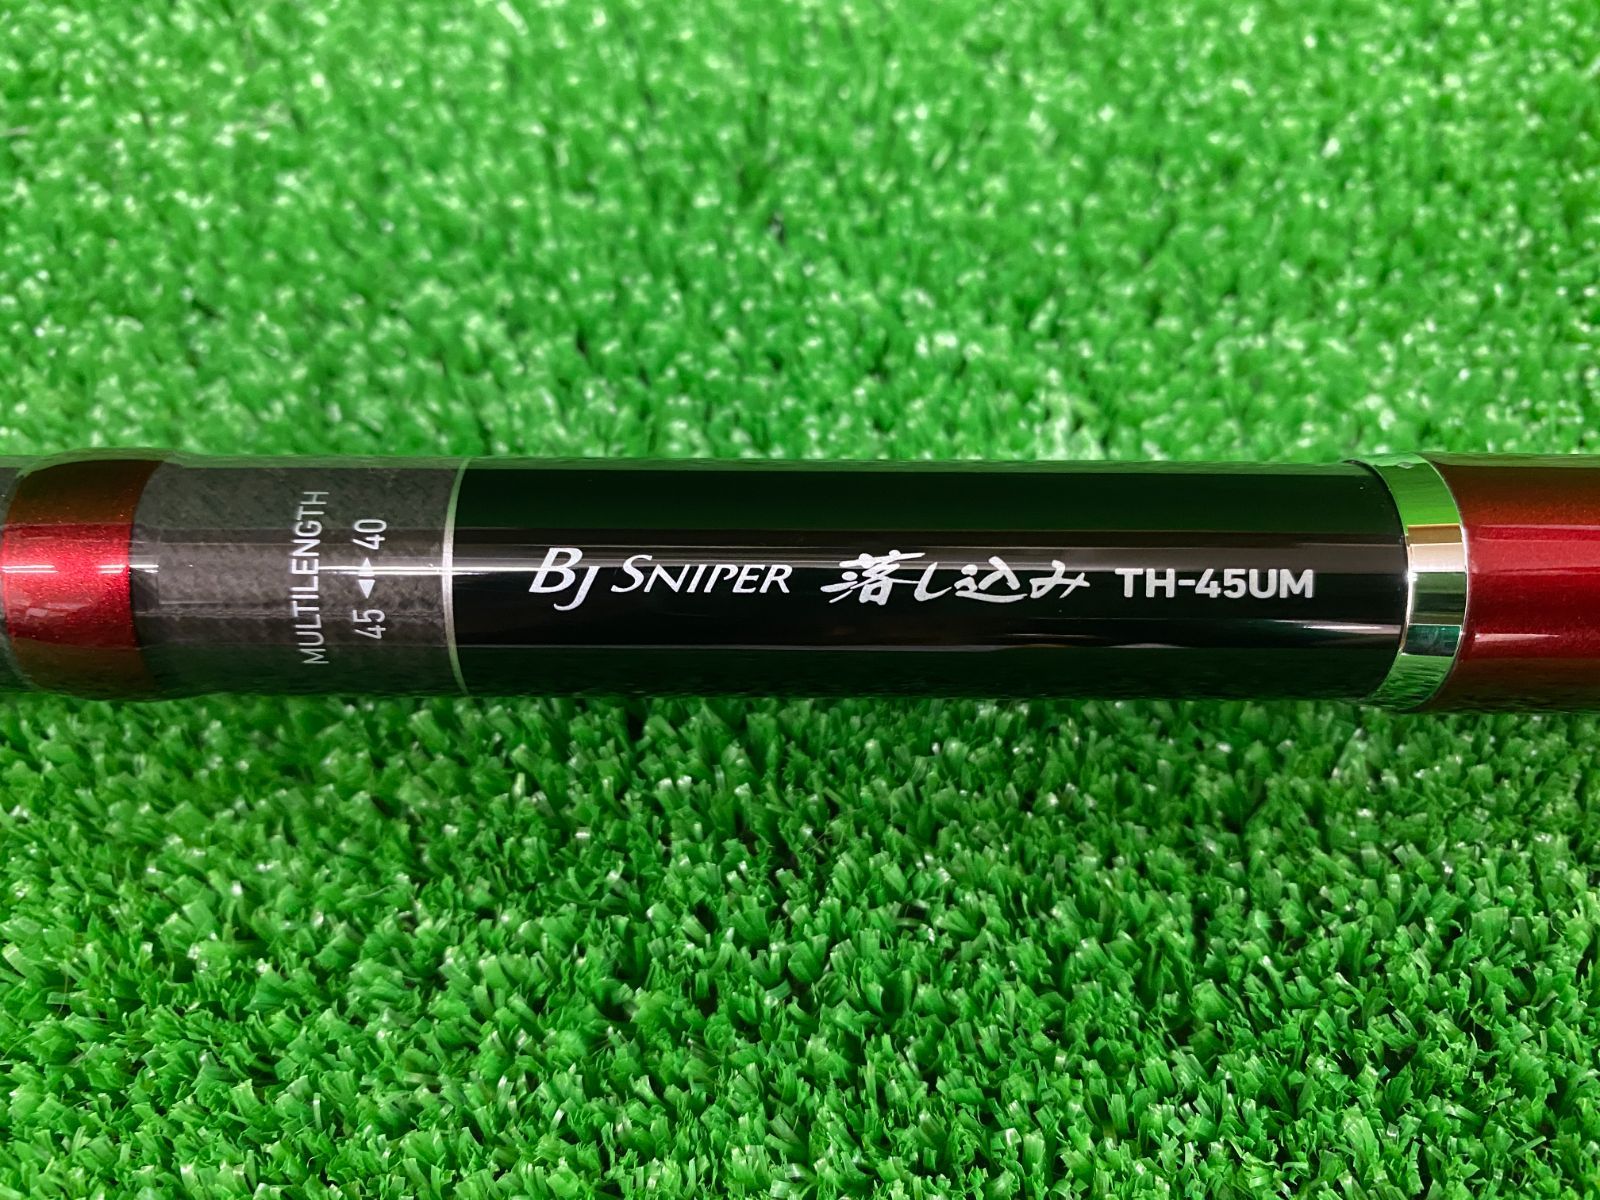 MULTILENGTH
45◀▶40
BJ SNIPER 落し込み TH-45UM